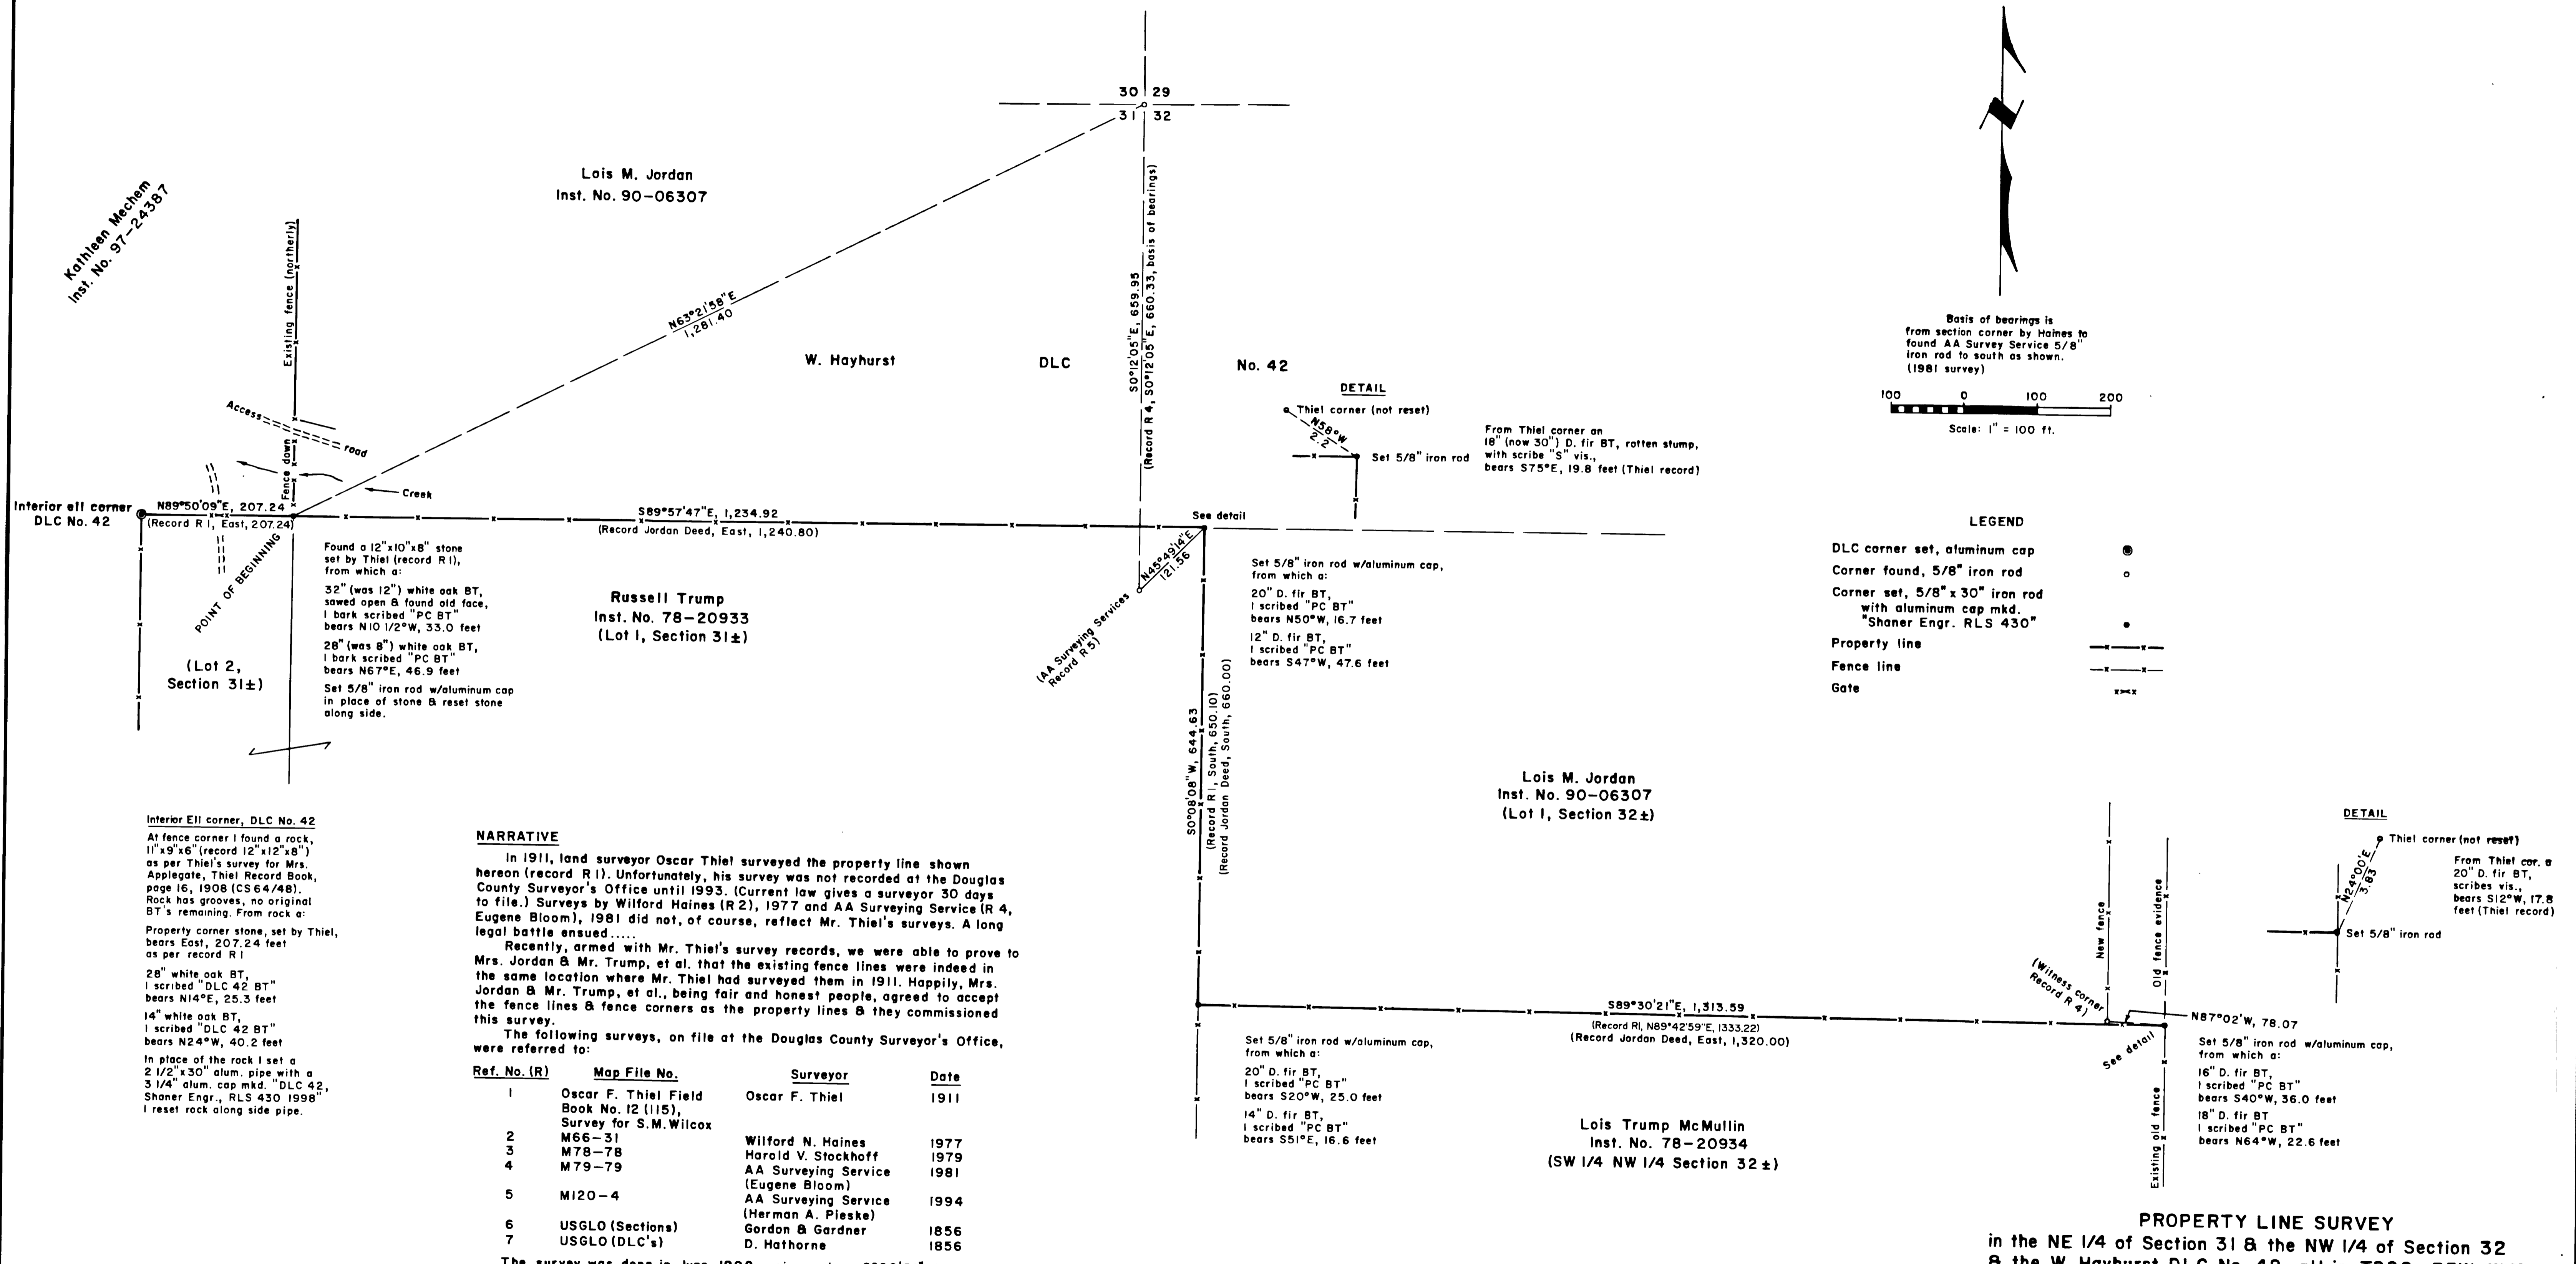 30 29
31 32
Lois M. Jordan
Inst. No. 90-06307
Kathleen Mechem
Inst. No. 97-24387
Existing fence (northerly)
Fence down
N63°21'58"E
1,281.40
S0°12'05"E, 659.95
(Record R 4, S0°12'05"E, 660.33, basis of bearings)
W. Hayhurst DLC No. 42
Access road
Creek
Interior ell corner
DLC No. 42
N89°50'09"E, 207.24
(Record R 1, East, 207.24)
POINT OF BEGINNING
S89°57'47"E, 1,234.92
(Record Jordan Deed, East, 1,240.80)
See detail
N45°49'14"E
121.56
(AA Surveying Services
Record R 5)
DETAIL
Thiel corner (not reset)
N58°W
2.2
Set 5/8" iron rod
From Thiel corner an
18" (now 30") D. fir BT, rotten stump,
with scribe "S" vis.,
bears S75°E, 19.8 feet (Thiel record)
Basis of bearings is
from section corner by Haines to
found AA Survey Service 5/8"
iron rod to south as shown.
(1981 survey)
100 0 100 200
Scale: 1" = 100 ft.
LEGEND
DLC corner set, aluminum cap
Corner found, 5/8" iron rod
Corner set, 5/8" x 30" iron rod
with aluminum cap mkd.
"Shaner Engr. RLS 430"
Property line
Fence line
Gate
Found a 12"x10"x8" stone
set by Thiel (record R1),
from which a:
32" (was 12") white oak BT,
sawed open & found old face,
I bark scribed "PC BT"
bears N10 1/2°W, 33.0 feet
28" (was 8") white oak BT,
I bark scribed "PC BT"
bears N67°E, 46.9 feet
Set 5/8" iron rod w/aluminum cap
in place of stone & reset stone
along side.
(Lot 2,
Section 31±)
Russell Trump
Inst. No. 78-20933
(Lot 1, Section 31±)
Set 5/8" iron rod w/aluminum cap,
from which a:
20" D. fir BT,
I scribed "PC BT"
bears N50°W, 16.7 feet
12" D. fir BT,
I scribed "PC BT"
bears S47°W, 47.6 feet
S0°08'08"W, 644.63
(Record R 1, South, 650.10)
(Record Jordan Deed, South, 660.00)
Lois M. Jordan
Inst. No. 90-06307
(Lot 1, Section 32±)
Interior Ell corner, DLC No. 42
At fence corner I found a rock,
11"x9"x6" (record 12"x12"x8")
as per Thiel's survey for Mrs.
Applegate, Thiel Record Book,
page 16, 1908 (CS 64/48).
Rock has grooves, no original
BT's remaining. From rock a:
Property corner stone, set by Thiel,
bears East, 207.24 feet
as per record R 1
28" white oak BT,
I scribed "DLC 42 BT"
bears N14°E, 25.3 feet
14" white oak BT,
I scribed "DLC 42 BT"
bears N24°W, 40.2 feet
In place of the rock I set a
2 1/2"x30" alum. pipe with a
3 1/4" alum. cap mkd. "DLC 42,
Shaner Engr., RLS 430 1998"
I reset rock along side pipe.
NARRATIVE
In 1911, land surveyor Oscar Thiel surveyed the property line shown
hereon (record R 1). Unfortunately, his survey was not recorded at the Douglas
County Surveyor's Office until 1993. (Current law gives a surveyor 30 days
to file.) Surveys by Wilford Haines (R 2), 1977 and AA Surveying Service (R 4,
Eugene Bloom), 1981 did not, of course, reflect Mr. Thiel's surveys. A long
legal battle ensued.....
Recently, armed with Mr. Thiel's survey records, we were able to prove to
Mrs. Jordan & Mr. Trump, et al. that the existing fence lines were indeed in
the same location where Mr. Thiel had surveyed them in 1911. Happily, Mrs.
Jordan & Mr. Trump, et al., being fair and honest people, agreed to accept
the fence lines & fence corners as the property lines & they commissioned
this survey.
The following surveys, on file at the Douglas County Surveyor's Office,
were referred to:
Ref. No. (R) Map File No. Surveyor Date
1 Oscar F. Thiel Field Oscar F. Thiel 1911
Book No. 12 (115),
Survey for S.M. Wilcox
2 M66-31 Wilford N. Haines 1977
3 M78-78 Harold V. Stockhoff 1979
4 M79-79 AA Surveying Service 1981
(Eugene Bloom)
5 M120-4 AA Surveying Service 1994
(Herman A. Pieske)
6 USGLO (Sections) Gordon & Gardner 1856
7 USGLO (DLC's) D. Hathorne 1856
The survey was done in June, 1998
S89°30'21"E, 1,313.59
(Record R1, N89°42'59"E, 1333.22)
(Record Jordan Deed, East, 1,320.00)
Set 5/8" iron rod w/aluminum cap,
from which a:
20" D. fir BT,
I scribed "PC BT"
bears S20°W, 25.0 feet
14" D. fir BT,
I scribed "PC BT"
bears S51°E, 16.6 feet
Lois Trump McMullin
Inst. No. 78-20934
(SW 1/4 NW 1/4 Section 32±)
New fence
Old fence evidence
(Witness corner
Record R 4)
N87°02'W, 78.07
See detail
Existing old fence
Set 5/8" iron rod w/aluminum cap,
from which a:
16" D. fir BT,
I scribed "PC BT"
bears S40°W, 36.0 feet
18" D. fir BT
I scribed "PC BT"
bears N64°W, 22.6 feet
DETAIL
Thiel corner (not reset)
N24°00'E
3.83
Set 5/8" iron rod
From Thiel cor. a
20" D. fir BT,
scribes vis.,
bears S12°W, 17.8
feet (Thiel record)
PROPERTY LINE SURVEY
in the NE 1/4 of Section 31 & the NW 1/4 of Section 32
& the W. Hayhurst DLC No. 42, all in